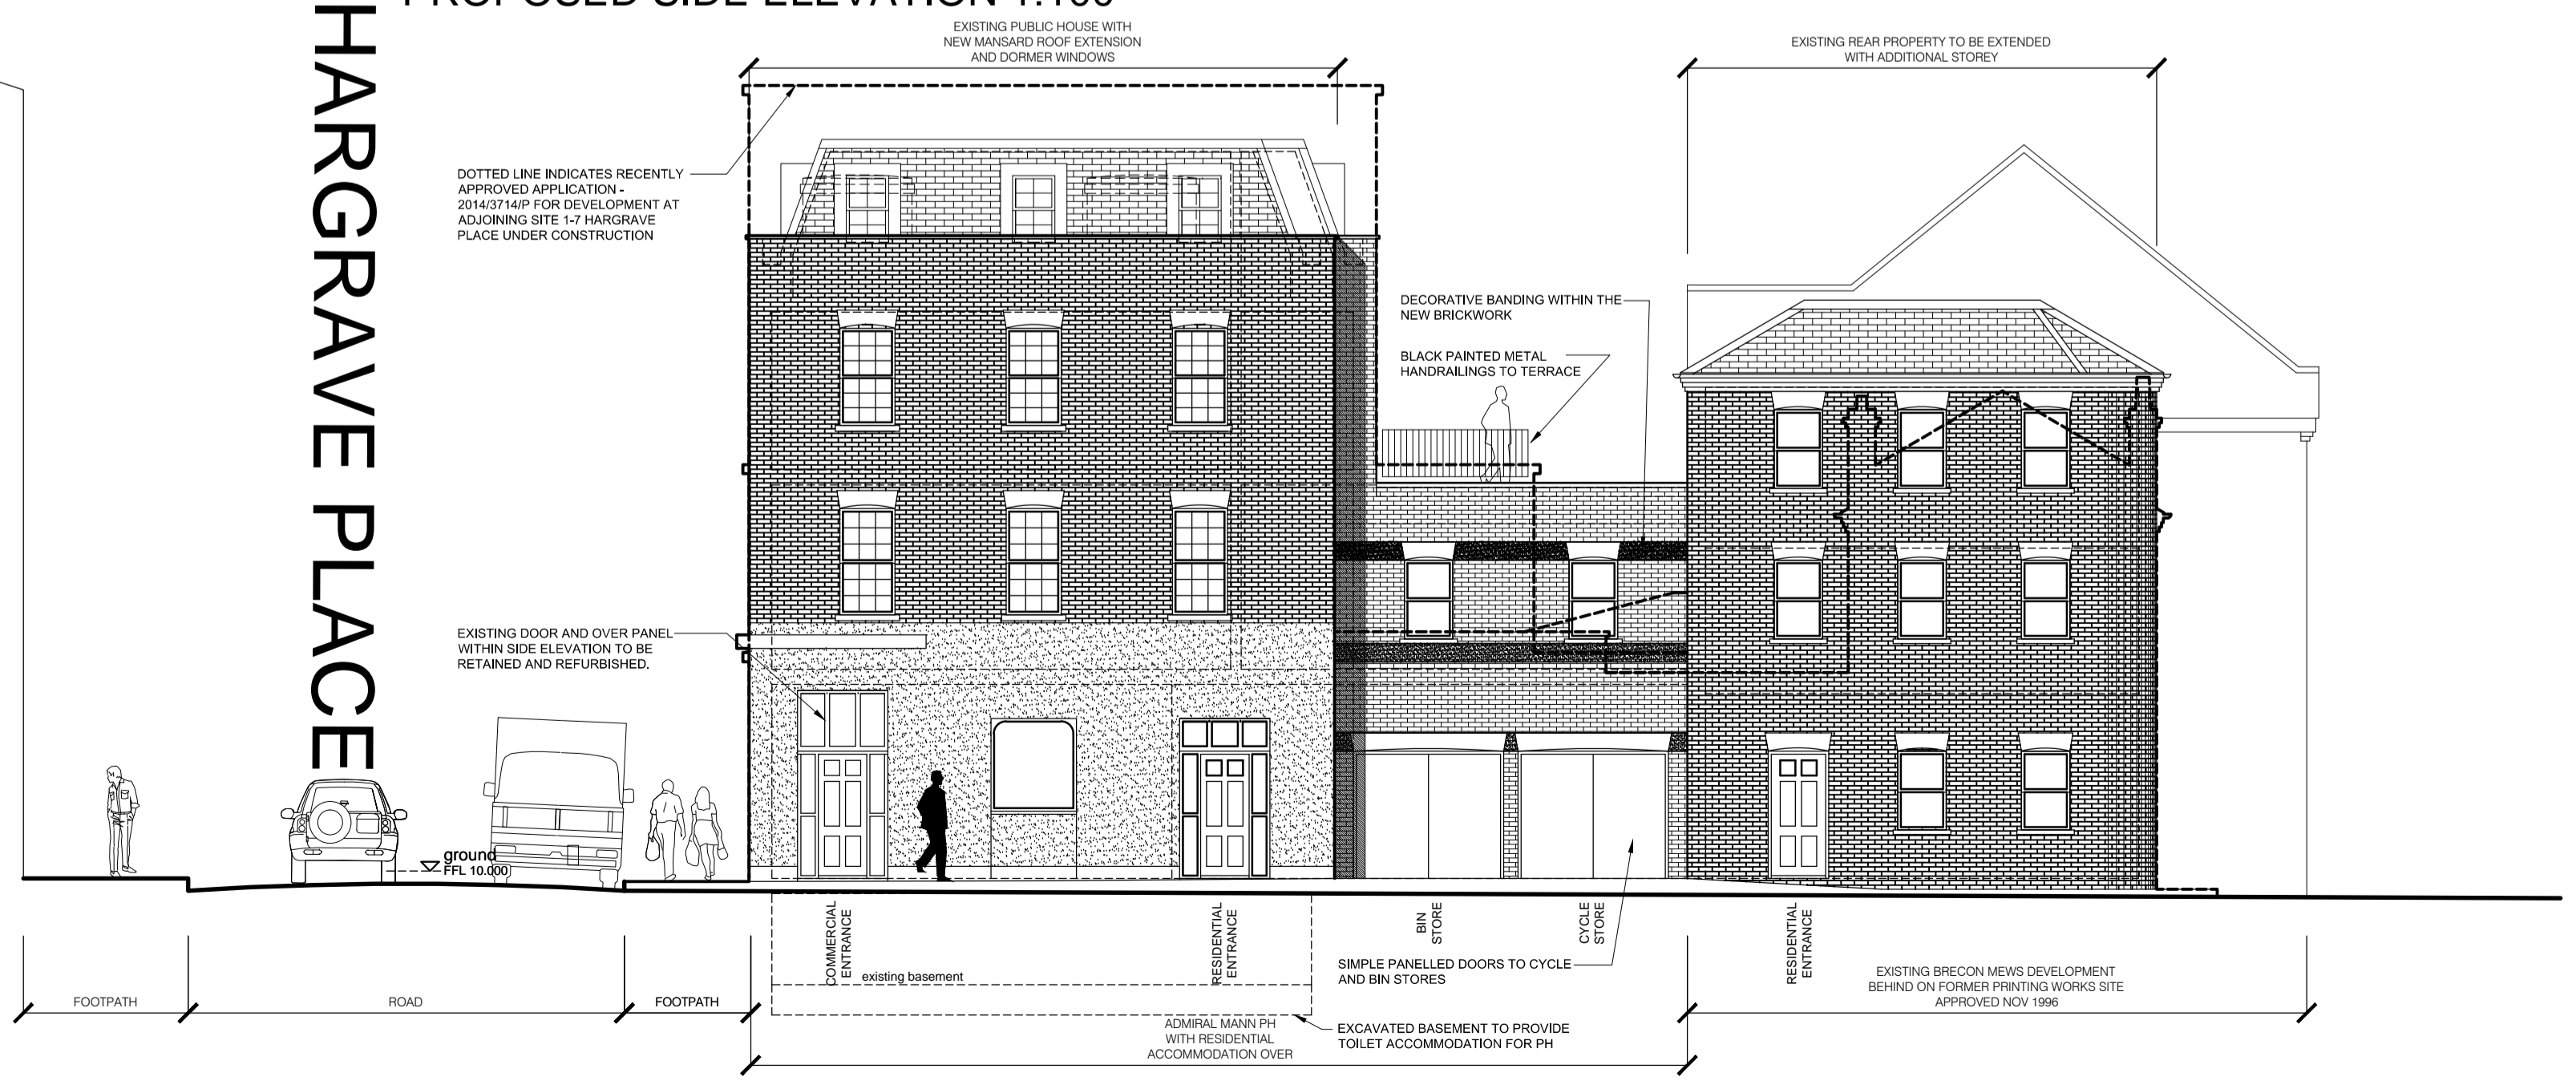 PROPOSED SIDE ELEVATION 1:100
HARGRAVE PLACE
EXISTING PUBLIC HOUSE WITH
NEW MANSARD ROOF EXTENSION
AND DORMER WINDOWS
EXISTING REAR PROPERTY TO BE EXTENDED
WITH ADDITIONAL STOREY
DOTTED LINE INDICATES RECENTLY
APPROVED APPLICATION -
2014/3714/P FOR DEVELOPMENT AT
ADJOINING SITE 1-7 HARGRAVE
PLACE UNDER CONSTRUCTION
DECORATIVE BANDING WITHIN THE
NEW BRICKWORK
BLACK PAINTED METAL
HANDRAILINGS TO TERRACE
EXISTING DOOR AND OVER PANEL
WITHIN SIDE ELEVATION TO BE
RETAINED AND REFURBISHED.
ground
FFL 10.000
COMMERCIAL
ENTRANCE
existing basement
RESIDENTIAL
ENTRANCE
BIN
STORE
CYCLE
STORE
RESIDENTIAL
ENTRANCE
SIMPLE PANELLED DOORS TO CYCLE
AND BIN STORES
EXISTING BRECON MEWS DEVELOPMENT
BEHIND ON FORMER PRINTING WORKS SITE
APPROVED NOV 1996
FOOTPATH
ROAD
FOOTPATH
ADMIRAL MANN PH
WITH RESIDENTIAL
ACCOMMODATION OVER
EXCAVATED BASEMENT TO PROVIDE
TOILET ACCOMMODATION FOR PH